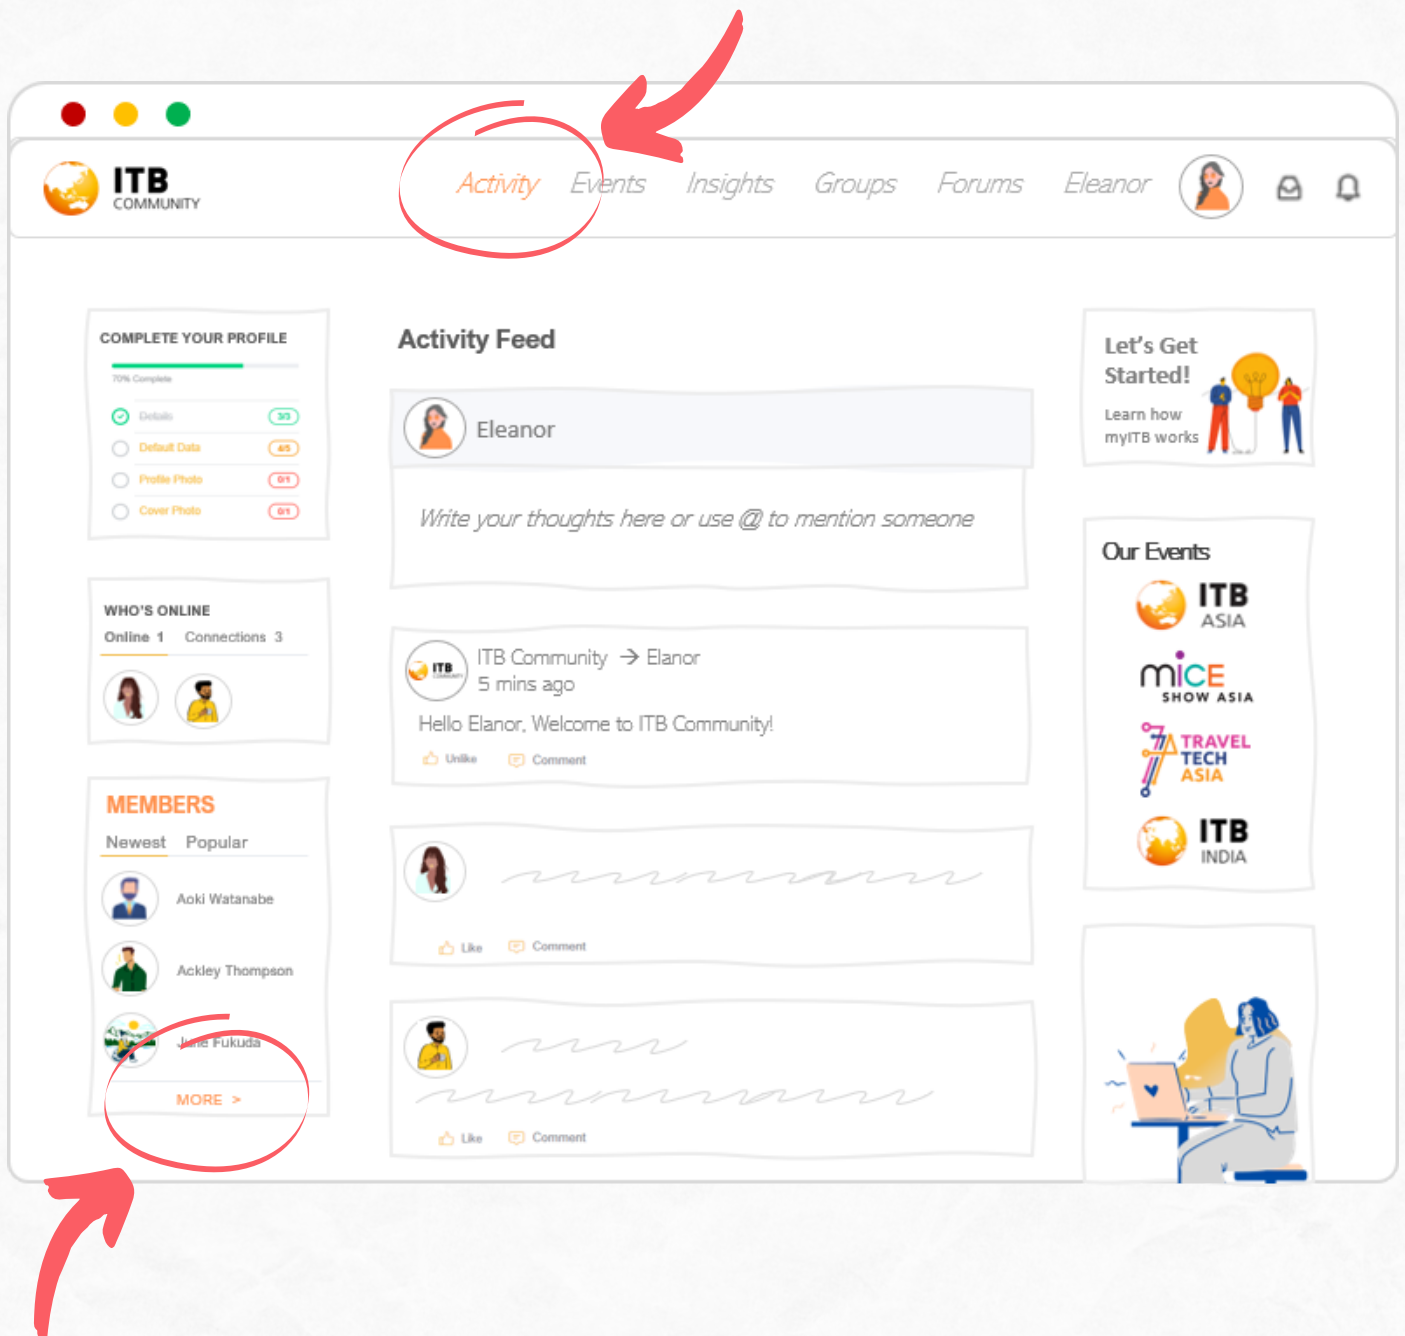 ITB
COMMUNITY
Activity
Events
Insights
Groups
Forums
Eleanor
COMPLETE YOUR PROFILE
70% Complete
Details 3/3
Default Data 4/5
Profile Photo 0/1
Cover Photo 0/1
WHO'S ONLINE
Online 1 Connections 3
MEMBERS
Newest Popular
Aoki Watanabe
Ackley Thompson
June Fukuda
MORE >
Activity Feed
Eleanor
Write your thoughts here or use @ to mention someone
ITB
COMMUNITY
ITB Community → Elanor
5 mins ago
Hello Elanor, Welcome to ITB Community!
Unlike Comment
Like Comment
Like Comment
Let's Get
Started!
Learn how
myITB works
Our Events
ITB
ASIA
mice
SHOW ASIA
TRAVEL
TECH
ASIA
ITB
INDIA